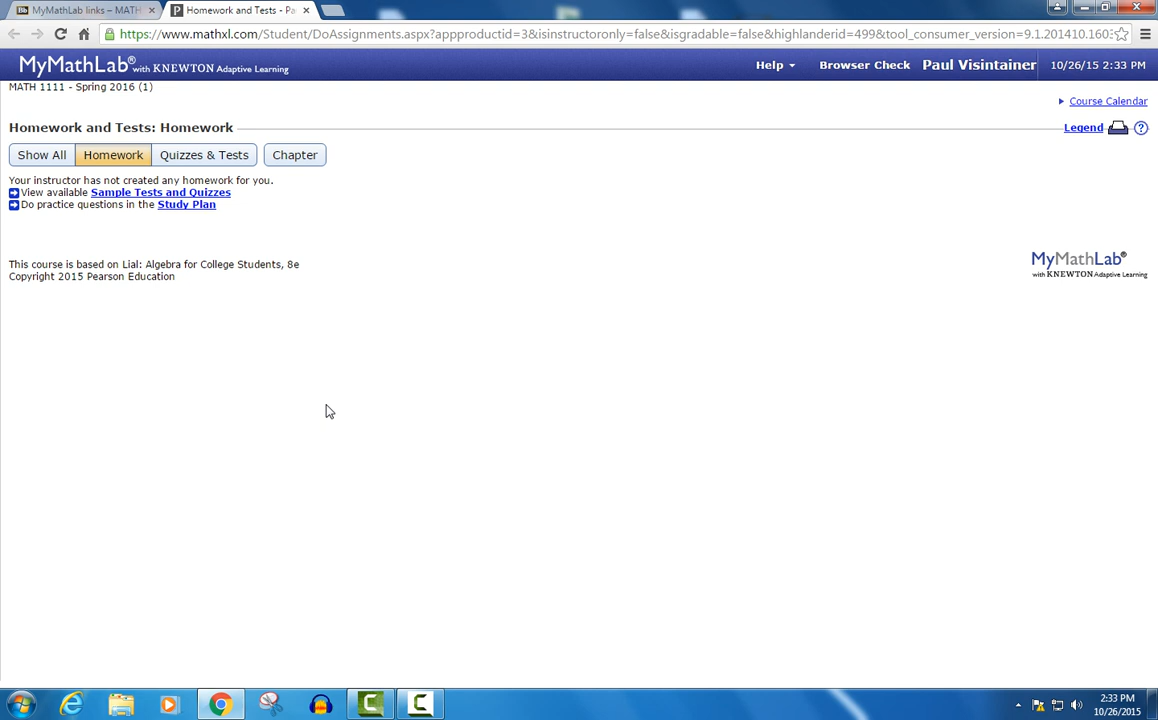 MyMathLab links – MATH
Homework and Tests - Pa
https://www.mathxl.com/Student/DoAssignments.aspx?appproductid=3&isinstructoronly=false&isgradable=false&highlanderid=499&tool_consumer_version=9.1.201410.160
MyMathLab® with KNEWTON Adaptive Learning
Help
Browser Check
Paul Visintainer
10/26/15 2:33 PM
MATH 1111 - Spring 2016 (1)
Course Calendar
Homework and Tests: Homework
Legend
Show All
Homework
Quizzes & Tests
Chapter
Your instructor has not created any homework for you.
View available Sample Tests and Quizzes
Do practice questions in the Study Plan
This course is based on Lial: Algebra for College Students, 8e
Copyright 2015 Pearson Education
MyMathLab®
with KNEWTON Adaptive Learning
2:33 PM
10/26/2015